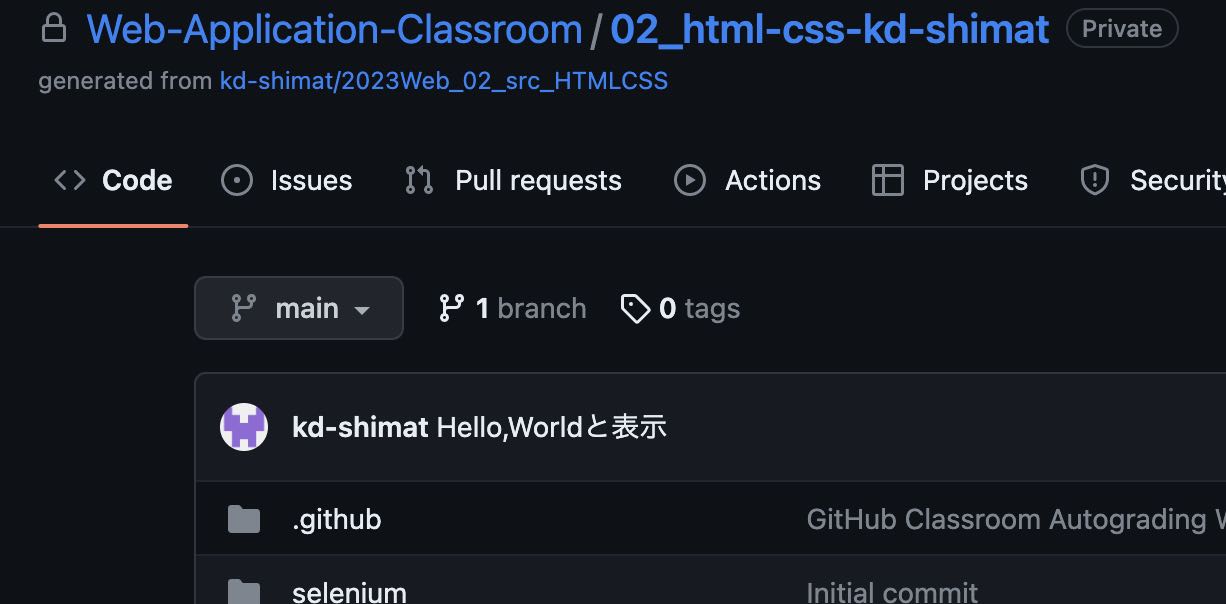 Web-Application-Classroom / 02_html-css-kd-shimat Private
generated from kd-shimat/2023Web_02_src_HTMLCSS
Code Issues Pull requests Actions Projects Security
main 1 branch 0 tags
kd-shimat Hello,Worldと表示
.github GitHub Classroom Autograding
selenium Initial commit